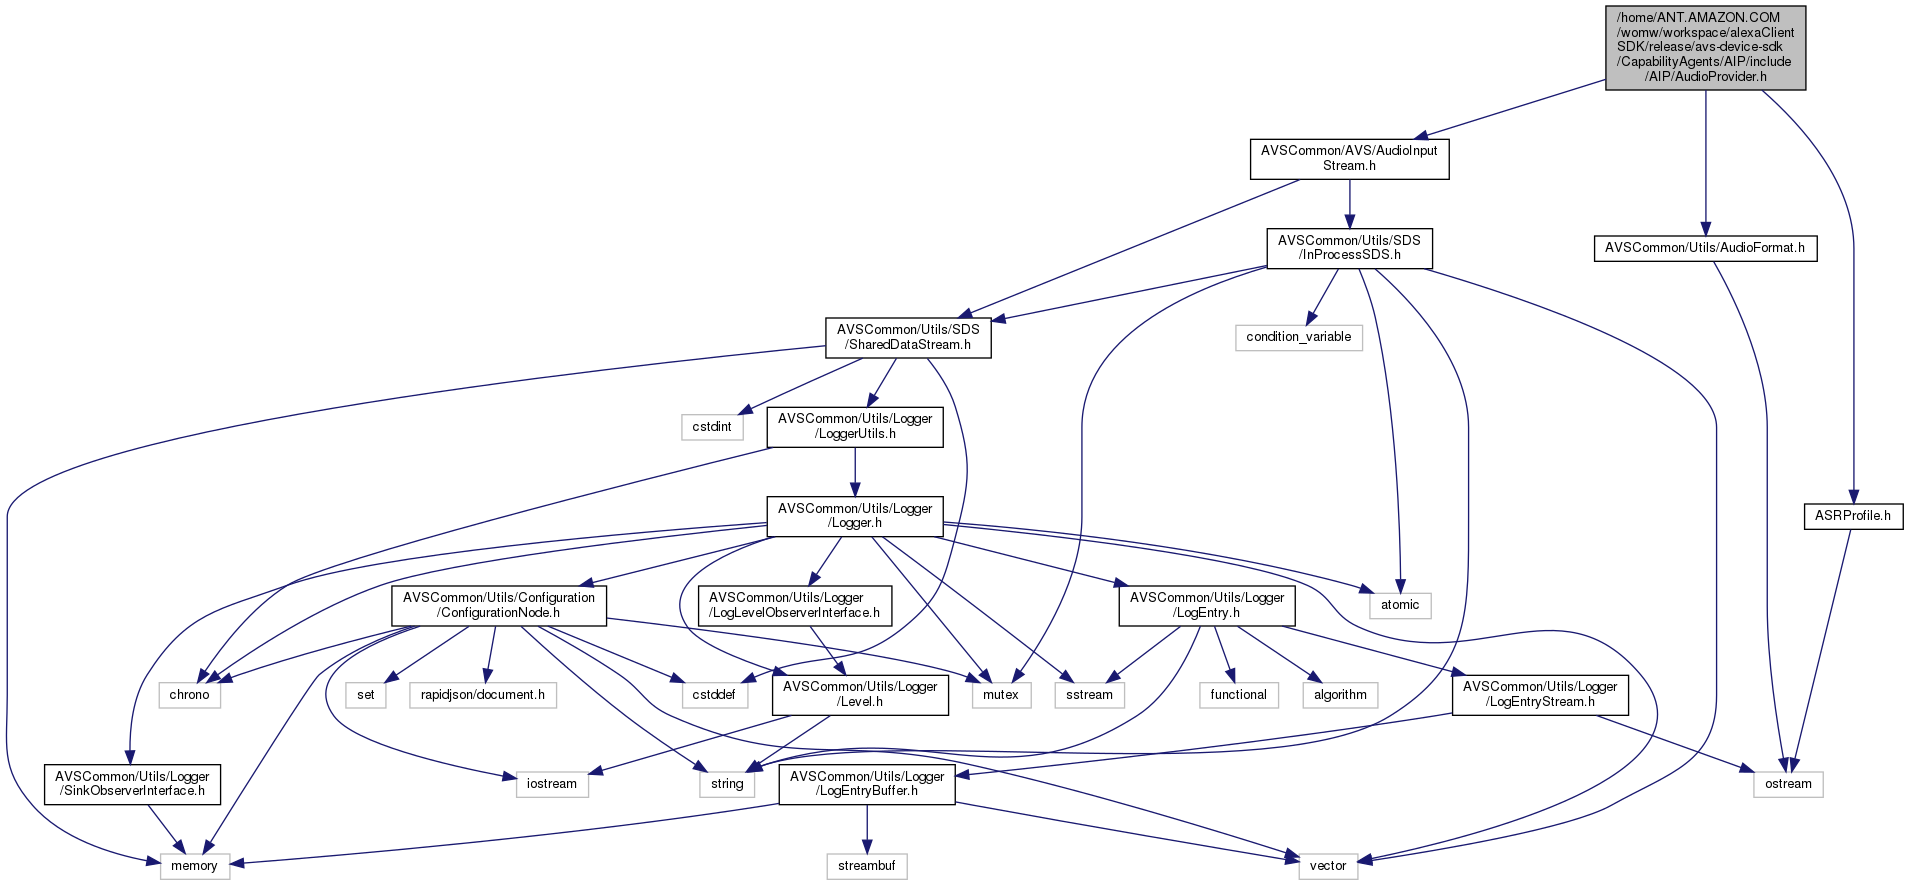 /home/ANT.AMAZON.COM
/womw/workspace/alexaClient
SDK/release/avs-device-sdk
/CapabilityAgents/AIP/include
/AIP/AudioProvider.h
AVSCommon/AVS/AudioInput
Stream.h
AVSCommon/Utils/SDS
/InProcessSDS.h
AVSCommon/Utils/AudioFormat.h
AVSCommon/Utils/SDS
/SharedDataStream.h
condition_variable
cstdint
AVSCommon/Utils/Logger
/LoggerUtils.h
AVSCommon/Utils/Logger
/Logger.h
ASRProfile.h
AVSCommon/Utils/Configuration
/ConfigurationNode.h
AVSCommon/Utils/Logger
/LogLevelObserverInterface.h
AVSCommon/Utils/Logger
/LogEntry.h
atomic
chrono
set
rapidjson/document.h
cstddef
AVSCommon/Utils/Logger
/Level.h
mutex
sstream
functional
algorithm
AVSCommon/Utils/Logger
/LogEntryStream.h
AVSCommon/Utils/Logger
/SinkObserverInterface.h
iostream
string
AVSCommon/Utils/Logger
/LogEntryBuffer.h
ostream
memory
streambuf
vector